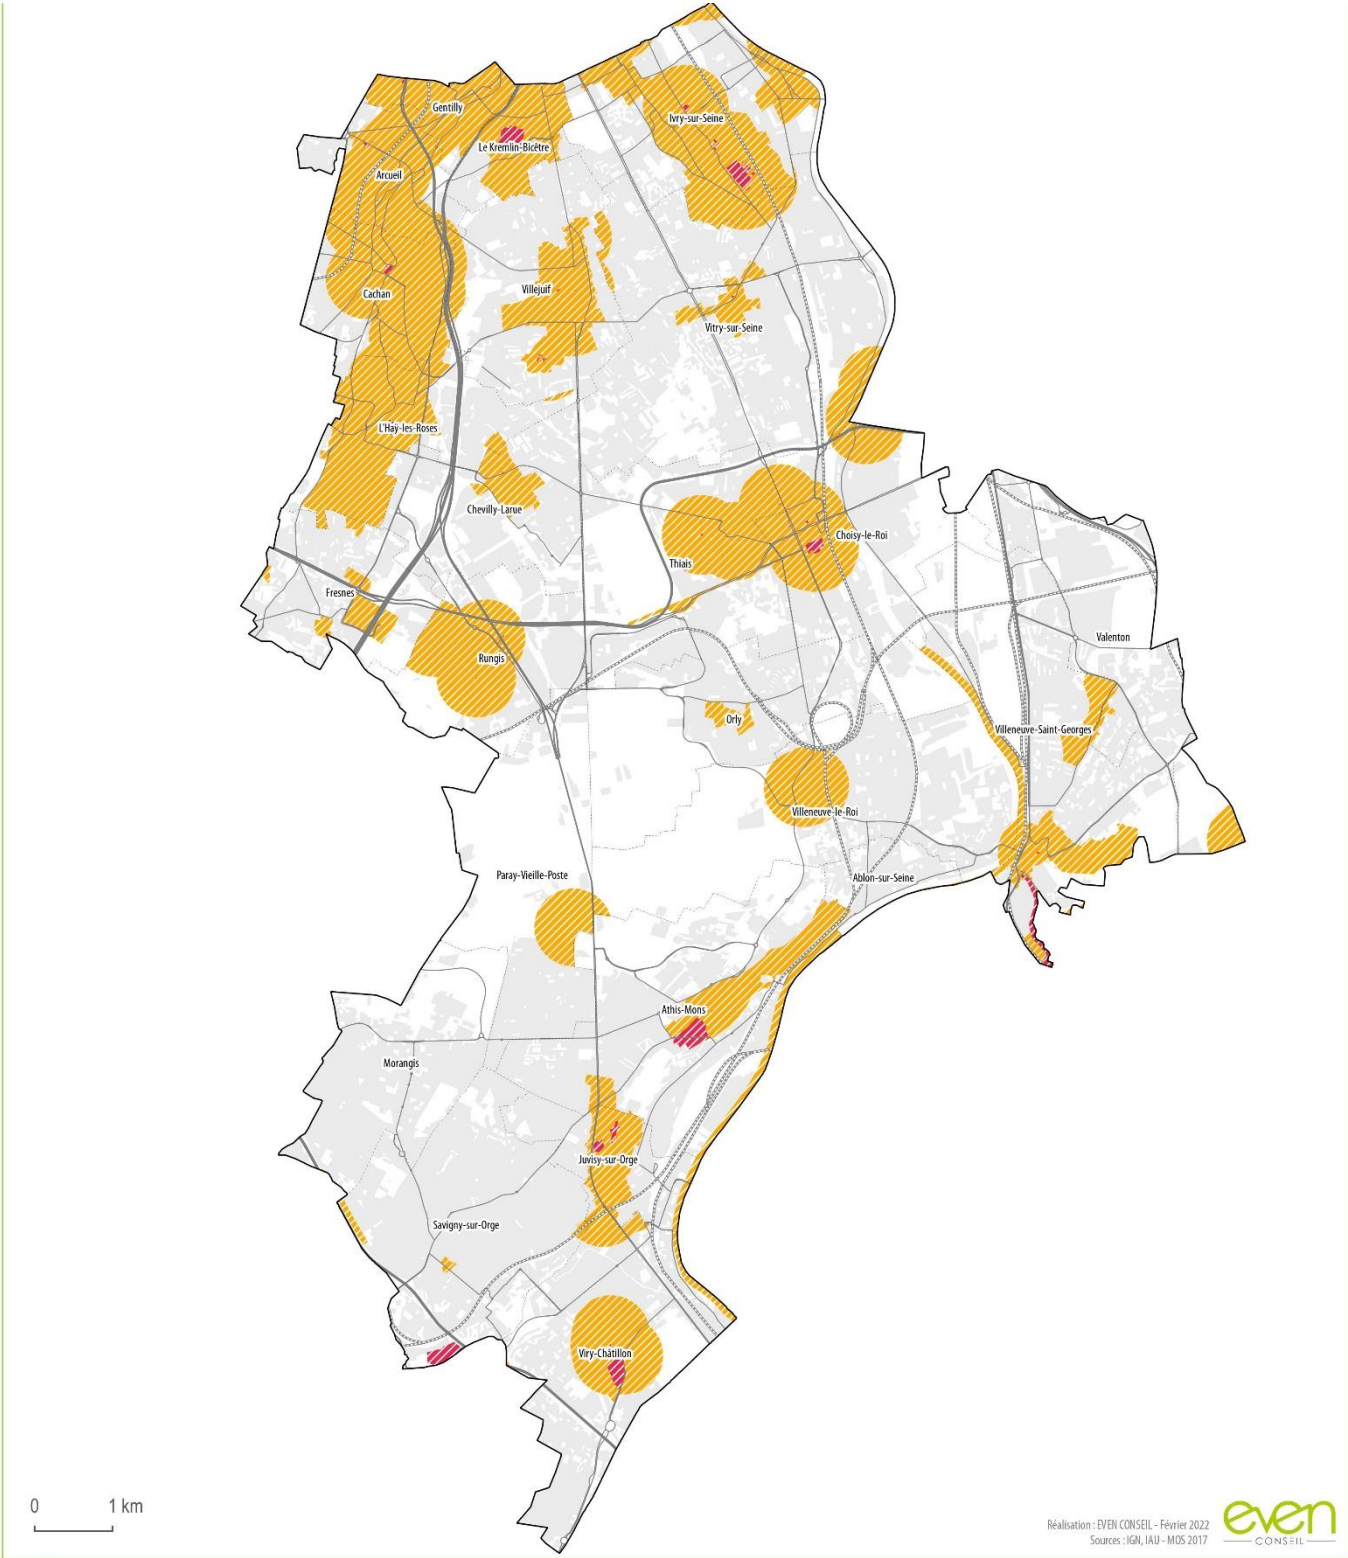 Gentilly
Ivry-sur-Seine
Le Kremlin-Bicêtre
Arcueil
Cachan
Villejuif
Vitry-sur-Seine
L'Haÿ-les-Roses
Chevilly-Larue
Choisy-le-Roi
Thiais
Fresnes
Valenton
Rungis
Orly
Villeneuve-Saint-Georges
Villeneuve-le-Roi
Paray-Vieille-Poste
Ablon-sur-Seine
Athis-Mons
Morangis
Juvisy-sur-Orge
Savigny-sur-Orge
Viry-Châtillon
0 1 km
Réalisation : EVEN CONSEIL - Février 2022
Sources : IGN, IAU - MOS 2017
even
CONSEIL